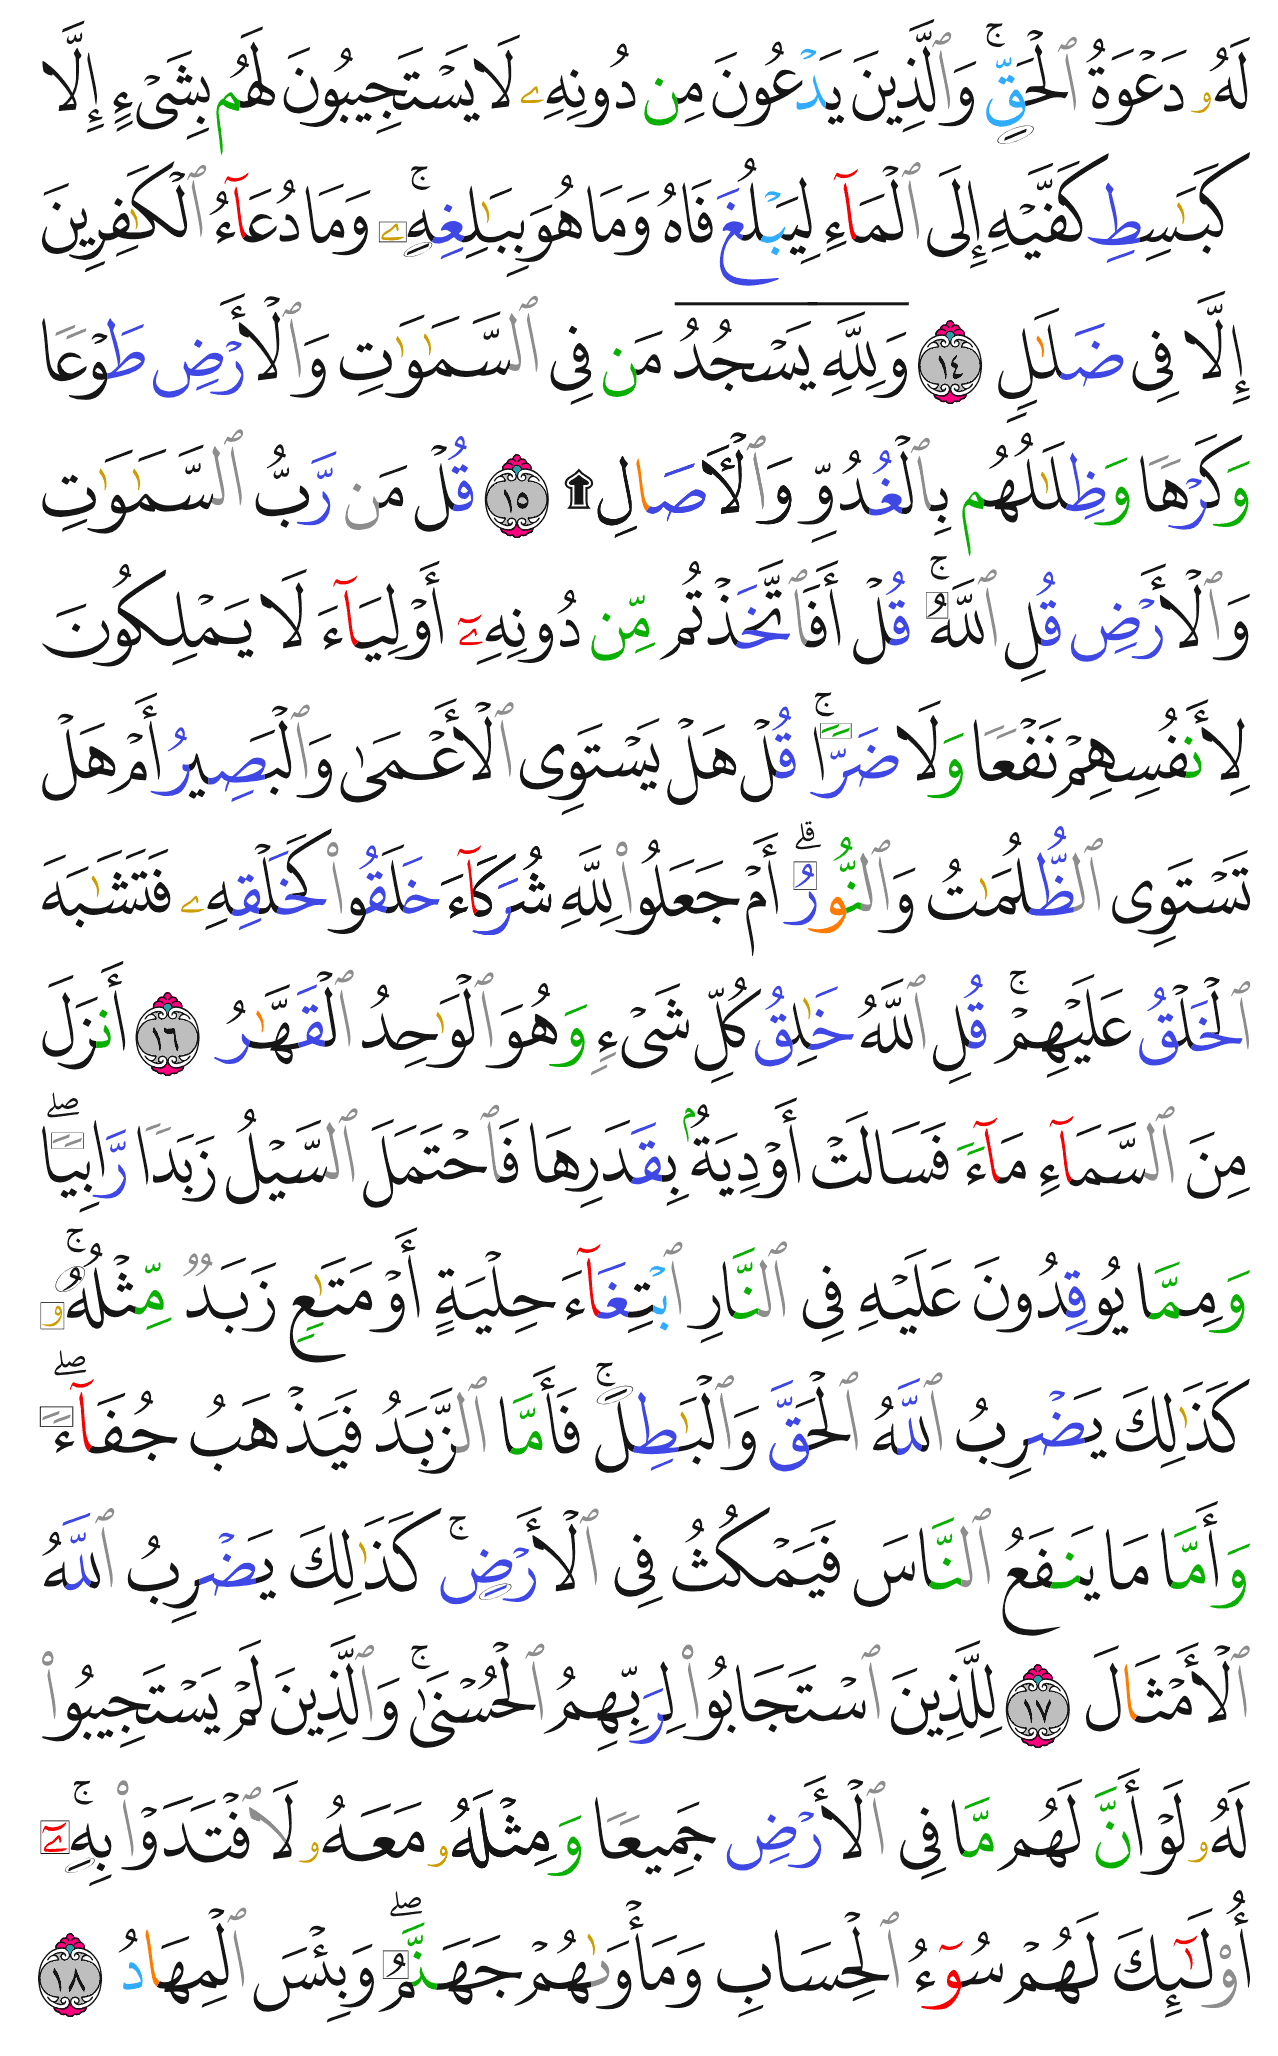 لَهُۥ دَعْوَةُ ٱلْحَقِّ ۚ وَٱلَّذِينَ يَدْعُونَ مِن دُونِهِۦ لَا يَسْتَجِيبُونَ لَهُم بِشَىْءٍ إِلَّا
كَبَـٰسِطِ كَفَّيْهِ إِلَى ٱلْمَآءِ لِيَبْلُغَ فَاهُ وَمَا هُوَ بِبَـٰلِغِهِۦ ۚ وَمَا دُعَآءُ ٱلْكَـٰفِرِينَ
إِلَّا فِى ضَلَـٰلٍ ١٤ وَلِلَّهِ يَسْجُدُ مَن فِى ٱلسَّمَـٰوَٰتِ وَٱلْأَرْضِ طَوْعًا
وَكَرْهًا وَظِلَـٰلُهُم بِٱلْغُدُوِّ وَٱلْـَٔاصَالِ ۩ ١٥ قُلْ مَن رَّبُّ ٱلسَّمَـٰوَٰتِ
وَٱلْأَرْضِ قُلِ ٱللَّهُ ۚ قُلْ أَفَٱتَّخَذْتُم مِّن دُونِهِۦٓ أَوْلِيَآءَ لَا يَمْلِكُونَ
لِأَنفُسِهِمْ نَفْعًا وَلَا ضَرًّا ۚ قُلْ هَلْ يَسْتَوِى ٱلْأَعْمَىٰ وَٱلْبَصِيرُ أَمْ هَلْ
تَسْتَوِى ٱلظُّلُمَـٰتُ وَٱلنُّورُ ۗ أَمْ جَعَلُوا۟ لِلَّهِ شُرَكَآءَ خَلَقُوا۟ كَخَلْقِهِۦ فَتَشَـٰبَهَ
ٱلْخَلْقُ عَلَيْهِمْ ۚ قُلِ ٱللَّهُ خَـٰلِقُ كُلِّ شَىْءٍ وَهُوَ ٱلْوَٰحِدُ ٱلْقَهَّـٰرُ ١٦ أَنزَلَ
مِنَ ٱلسَّمَآءِ مَآءً فَسَالَتْ أَوْدِيَةٌۢ بِقَدَرِهَا فَٱحْتَمَلَ ٱلسَّيْلُ زَبَدًا رَّابِيًا ۖ
وَمِمَّا يُوقِدُونَ عَلَيْهِ فِى ٱلنَّارِ ٱبْتِغَآءَ حِلْيَةٍ أَوْ مَتَـٰعٍ زَبَدٌ مِّثْلُهُۥ ۚ
كَذَٰلِكَ يَضْرِبُ ٱللَّهُ ٱلْحَقَّ وَٱلْبَـٰطِلَ ۚ فَأَمَّا ٱلزَّبَدُ فَيَذْهَبُ جُفَآءً ۖ
وَأَمَّا مَا يَنفَعُ ٱلنَّاسَ فَيَمْكُثُ فِى ٱلْأَرْضِ ۚ كَذَٰلِكَ يَضْرِبُ ٱللَّهُ
ٱلْأَمْثَالَ ١٧ لِلَّذِينَ ٱسْتَجَابُوا۟ لِرَبِّهِمُ ٱلْحُسْنَىٰ ۚ وَٱلَّذِينَ لَمْ يَسْتَجِيبُوا۟
لَهُۥ لَوْ أَنَّ لَهُم مَّا فِى ٱلْأَرْضِ جَمِيعًا وَمِثْلَهُۥ مَعَهُۥ لَٱفْتَدَوْا۟ بِهِۦٓ ۚ
أُو۟لَـٰٓئِكَ لَهُمْ سُوٓءُ ٱلْحِسَابِ وَمَأْوَىٰهُمْ جَهَنَّمُ ۖ وَبِئْسَ ٱلْمِهَادُ ١٨